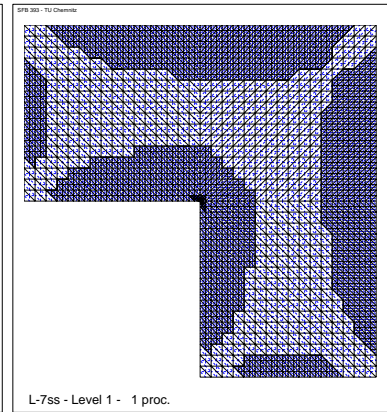 SFB 393 - TU Chemnitz
L-7ss - Level 1 - 1 proc.